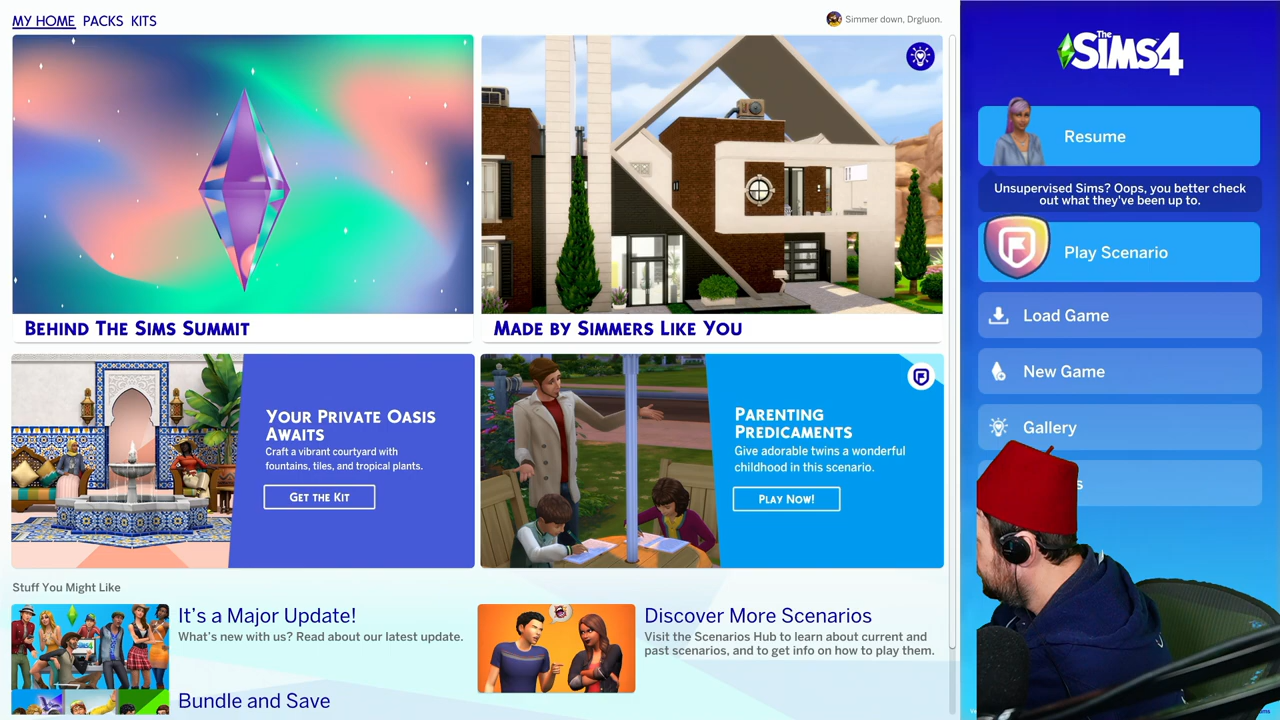 MY HOME PACKS KITS
Simmer down, Drgluon.
BEHIND THE SIMS SUMMIT
MADE BY SIMMERS LIKE YOU
YOUR PRIVATE OASIS
AWAITS
Craft a vibrant courtyard with
fountains, tiles, and tropical plants.
GET THE KIT
PARENTING
PREDICAMENTS
Give adorable twins a wonderful
childhood in this scenario.
PLAY NOW!
Stuff You Might Like
It's a Major Update!
What's new with us? Read about our latest update.
Bundle and Save
Discover More Scenarios
Visit the Scenarios Hub to learn about current and
past scenarios, and to get info on how to play them.
The
SIMS4
Resume
Unsupervised Sims? Oops, you better check
out what they've been up to.
Play Scenario
Load Game
New Game
Gallery